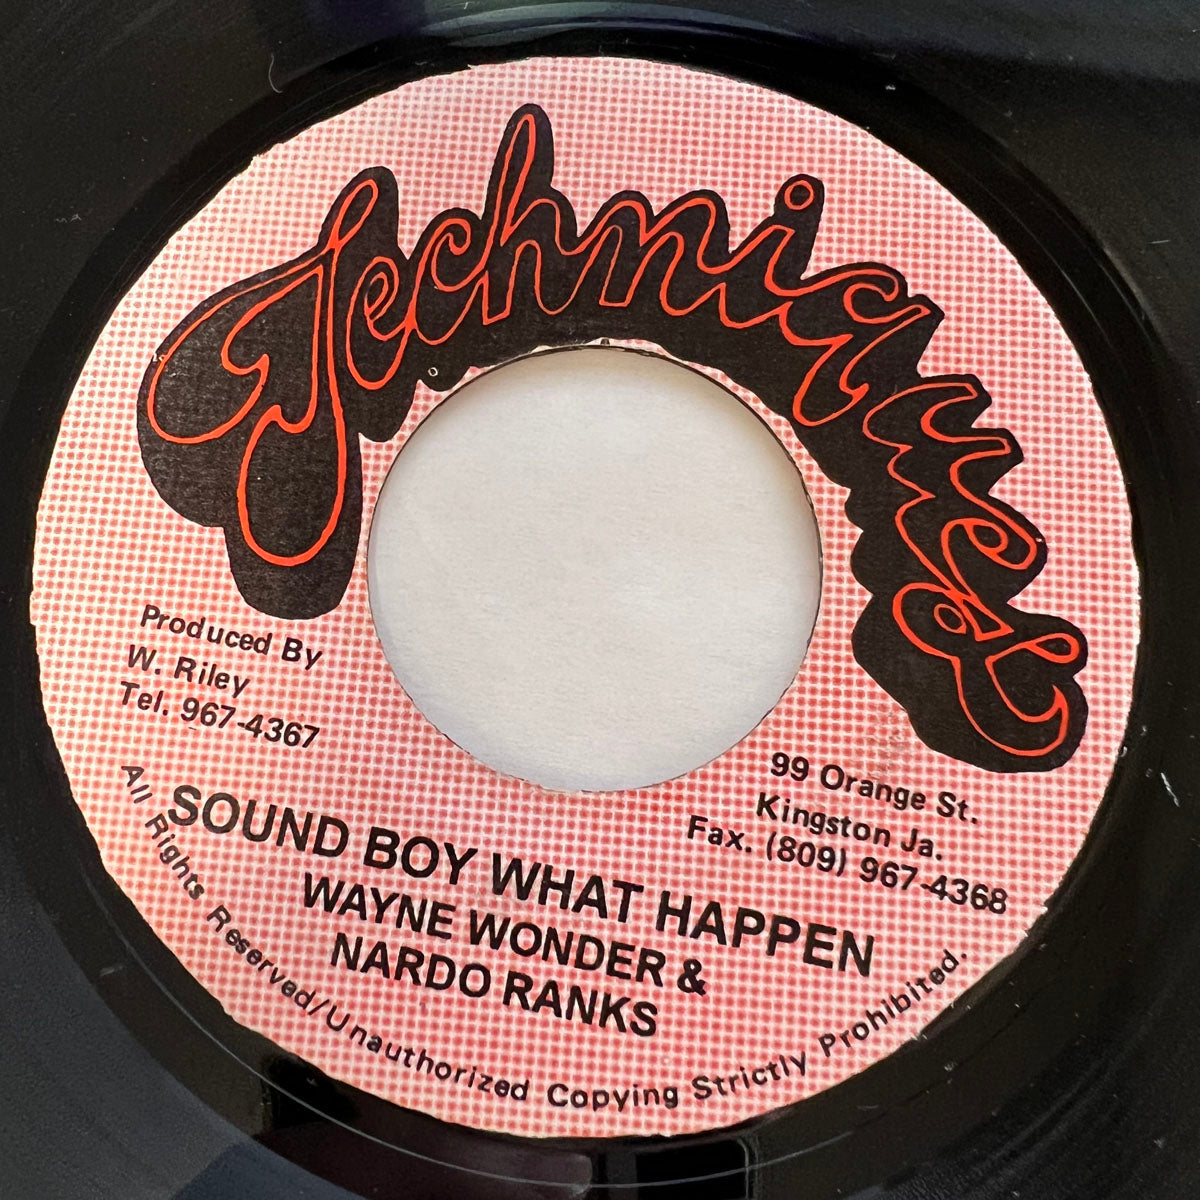 Techniques
Produced By
W. Riley
Tel. 967-4367
99 Orange St.
Kingston Ja.
Fax. (809) 967-4368
SOUND BOY WHAT HAPPEN
WAYNE WONDER &
NARDO RANKS
All Rights Reserved/Unauthorized Copying Strictly Prohibited.